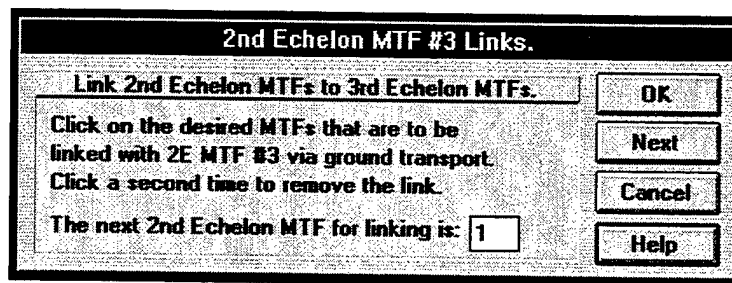 2nd Echelon MTF #3 Links.
Link 2nd Echelon MTFs to 3rd Echelon MTFs.
Click on the desired MTFs that are to be
linked with 2E MTF #3 via ground transport.
Click a second time to remove the link.
The next 2nd Echelon MTF for linking is: 1
OK
Next
Cancel
Help